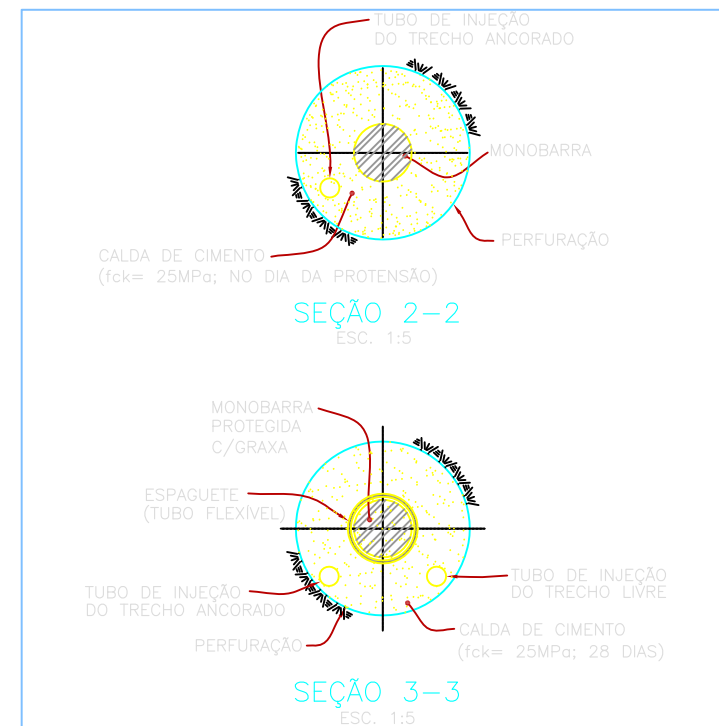 TUBO DE INJEÇÃO
DO TRECHO ANCORADO
MONOBARRA
PERFURAÇÃO
CALDA DE CIMENTO
(fck= 25MPa; NO DIA DA PROTENSÃO)
SEÇÃO 2-2
ESC. 1:5
MONOBARRA
PROTEGIDA
C/GRAXA
ESPAGUETE
(TUBO FLEXÍVEL)
TUBO DE INJEÇÃO
DO TRECHO ANCORADO
TUBO DE INJEÇÃO
DO TRECHO LIVRE
PERFURAÇÃO
CALDA DE CIMENTO
(fck= 25MPa; 28 DIAS)
SEÇÃO 3-3
ESC. 1:5